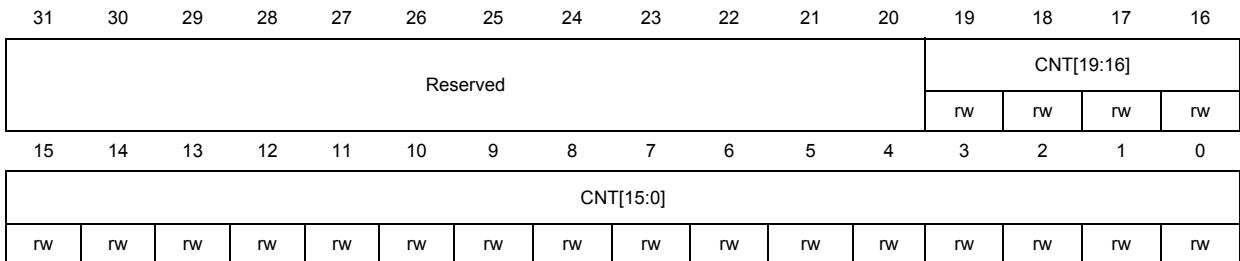 31 30 29 28 27 26 25 24 23 22 21 20 19 18 17 16
Reserved
CNT[19:16]
rw rw rw rw
15 14 13 12 11 10 9 8 7 6 5 4 3 2 1 0
CNT[15:0]
rw rw rw rw rw rw rw rw rw rw rw rw rw rw rw rw